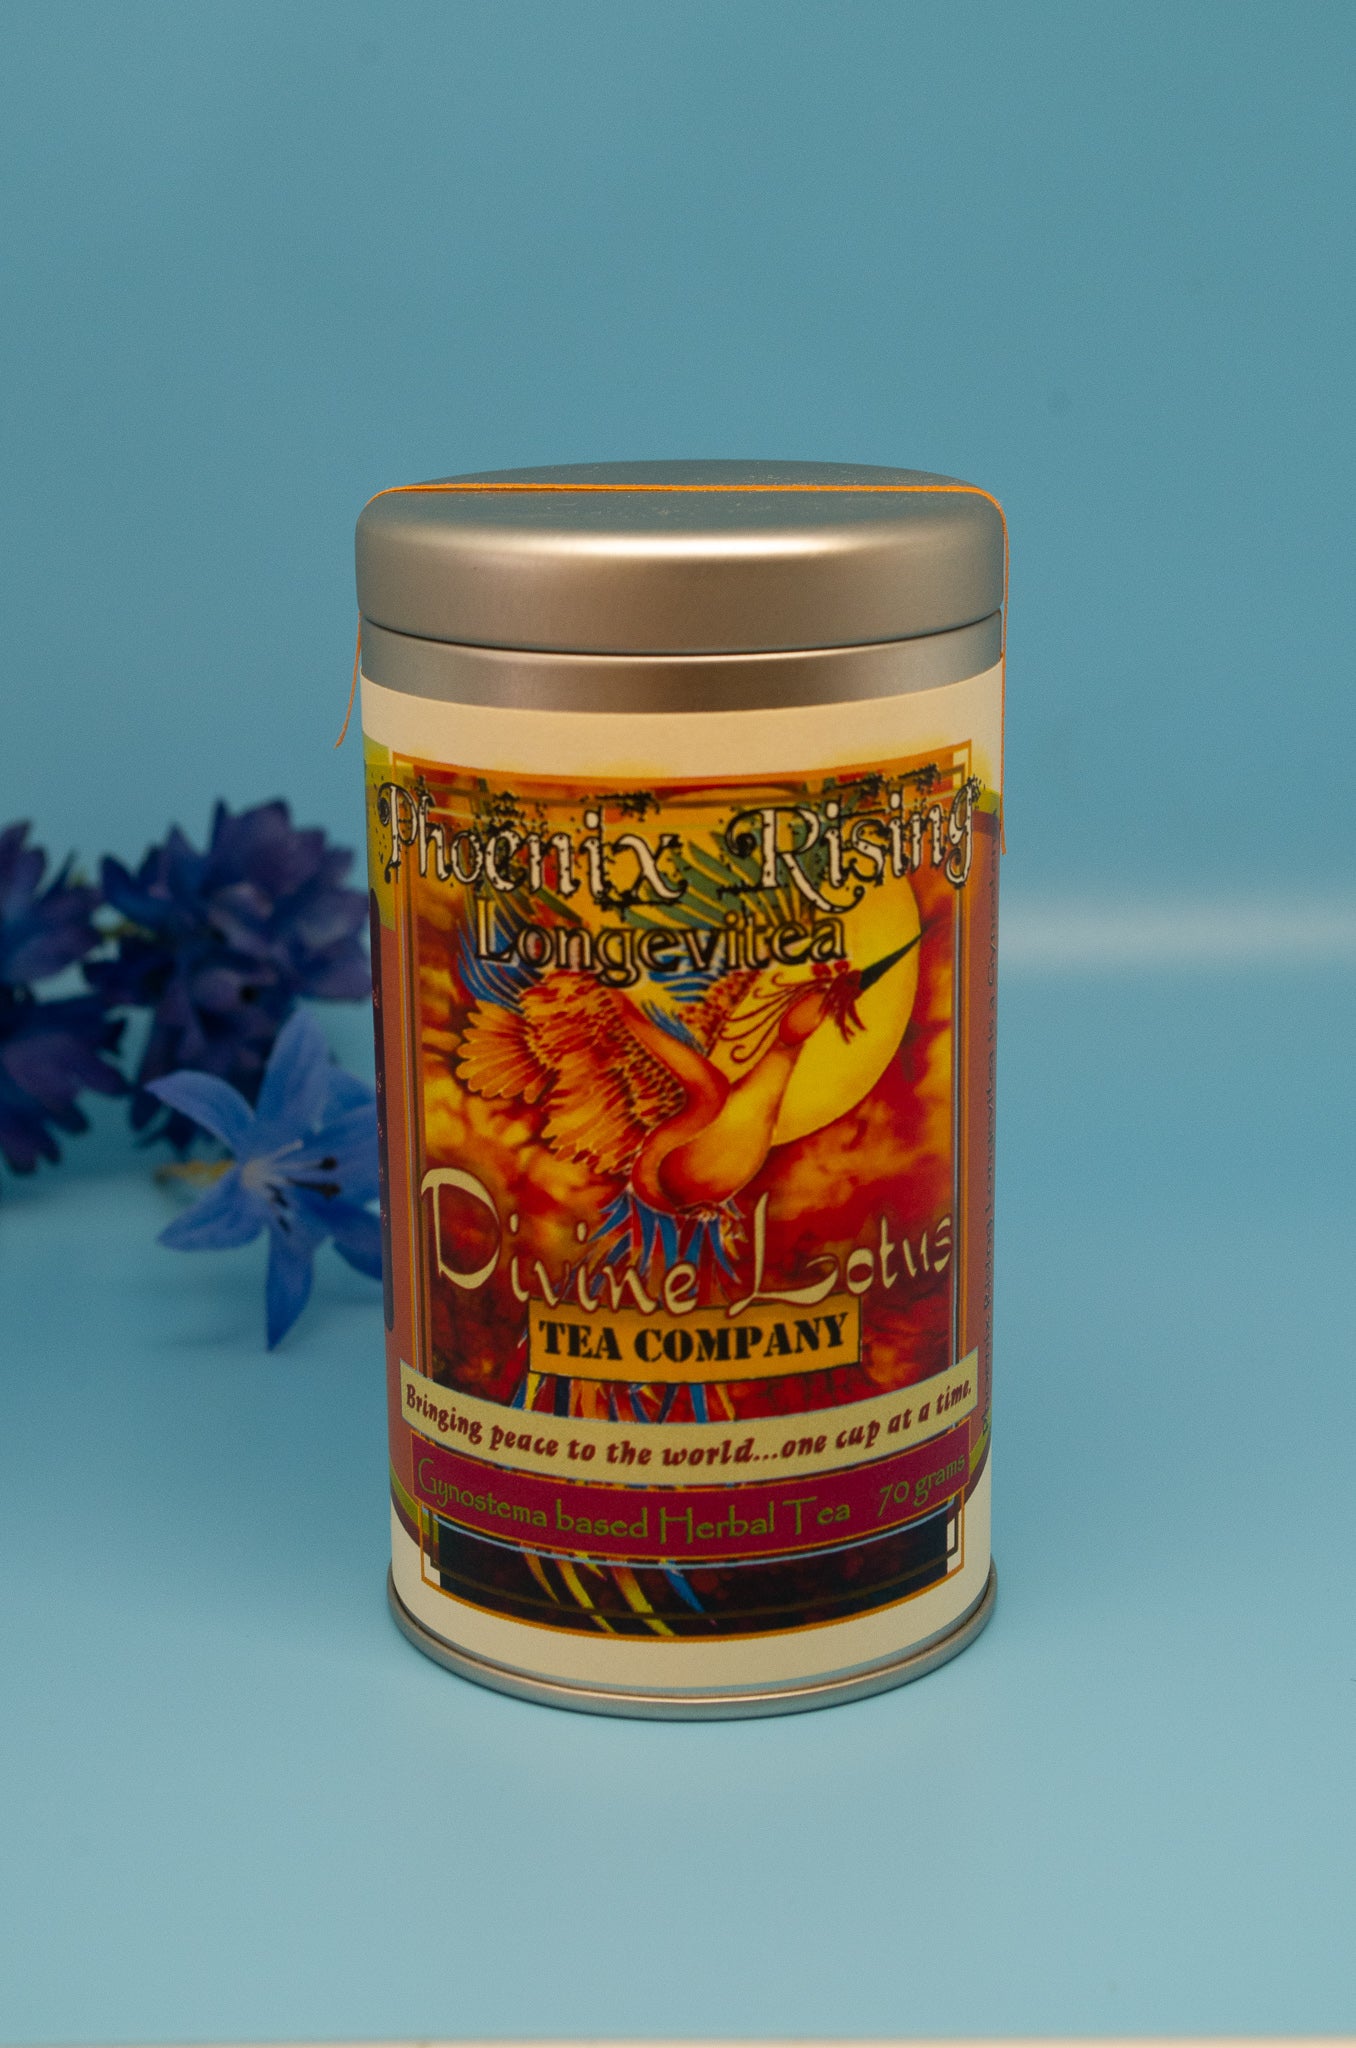 Phoenix Rising
Longevitea
Divine Lotus
TEA COMPANY
Bringing peace to the world...one cup at a time.
Gynostema based Herbal Tea 70 grams